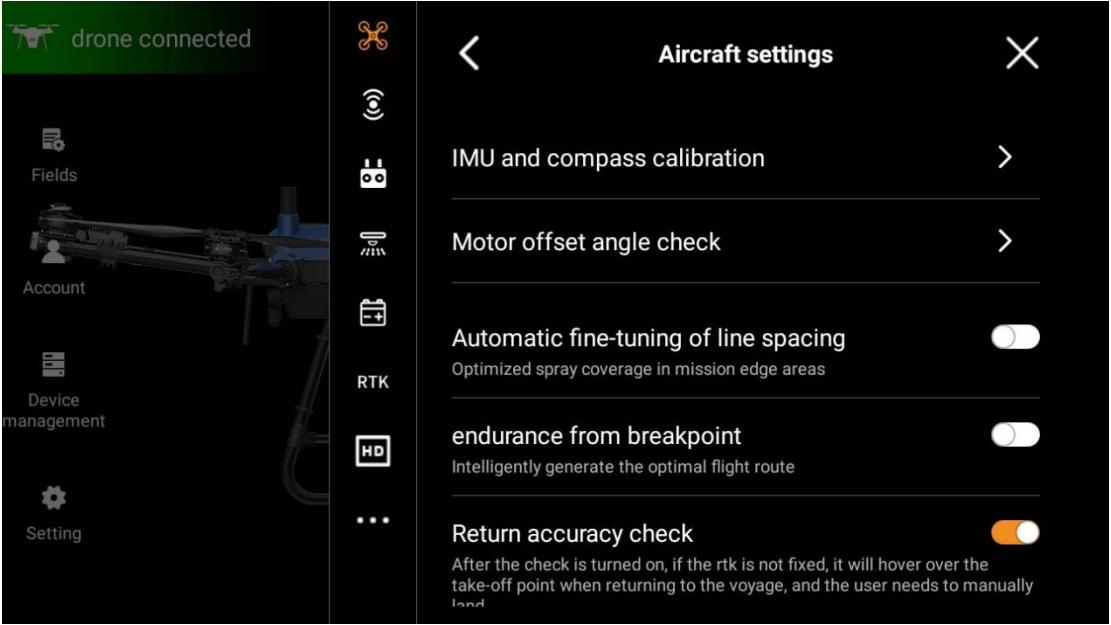 drone connected
Fields
Account
Device
management
Setting
RTK
HD
Aircraft settings
IMU and compass calibration
Motor offset angle check
Automatic fine-tuning of line spacing
Optimized spray coverage in mission edge areas
endurance from breakpoint
Intelligently generate the optimal flight route
Return accuracy check
After the check is turned on, if the rtk is not fixed, it will hover over the
take-off point when returning to the voyage, and the user needs to manually
land